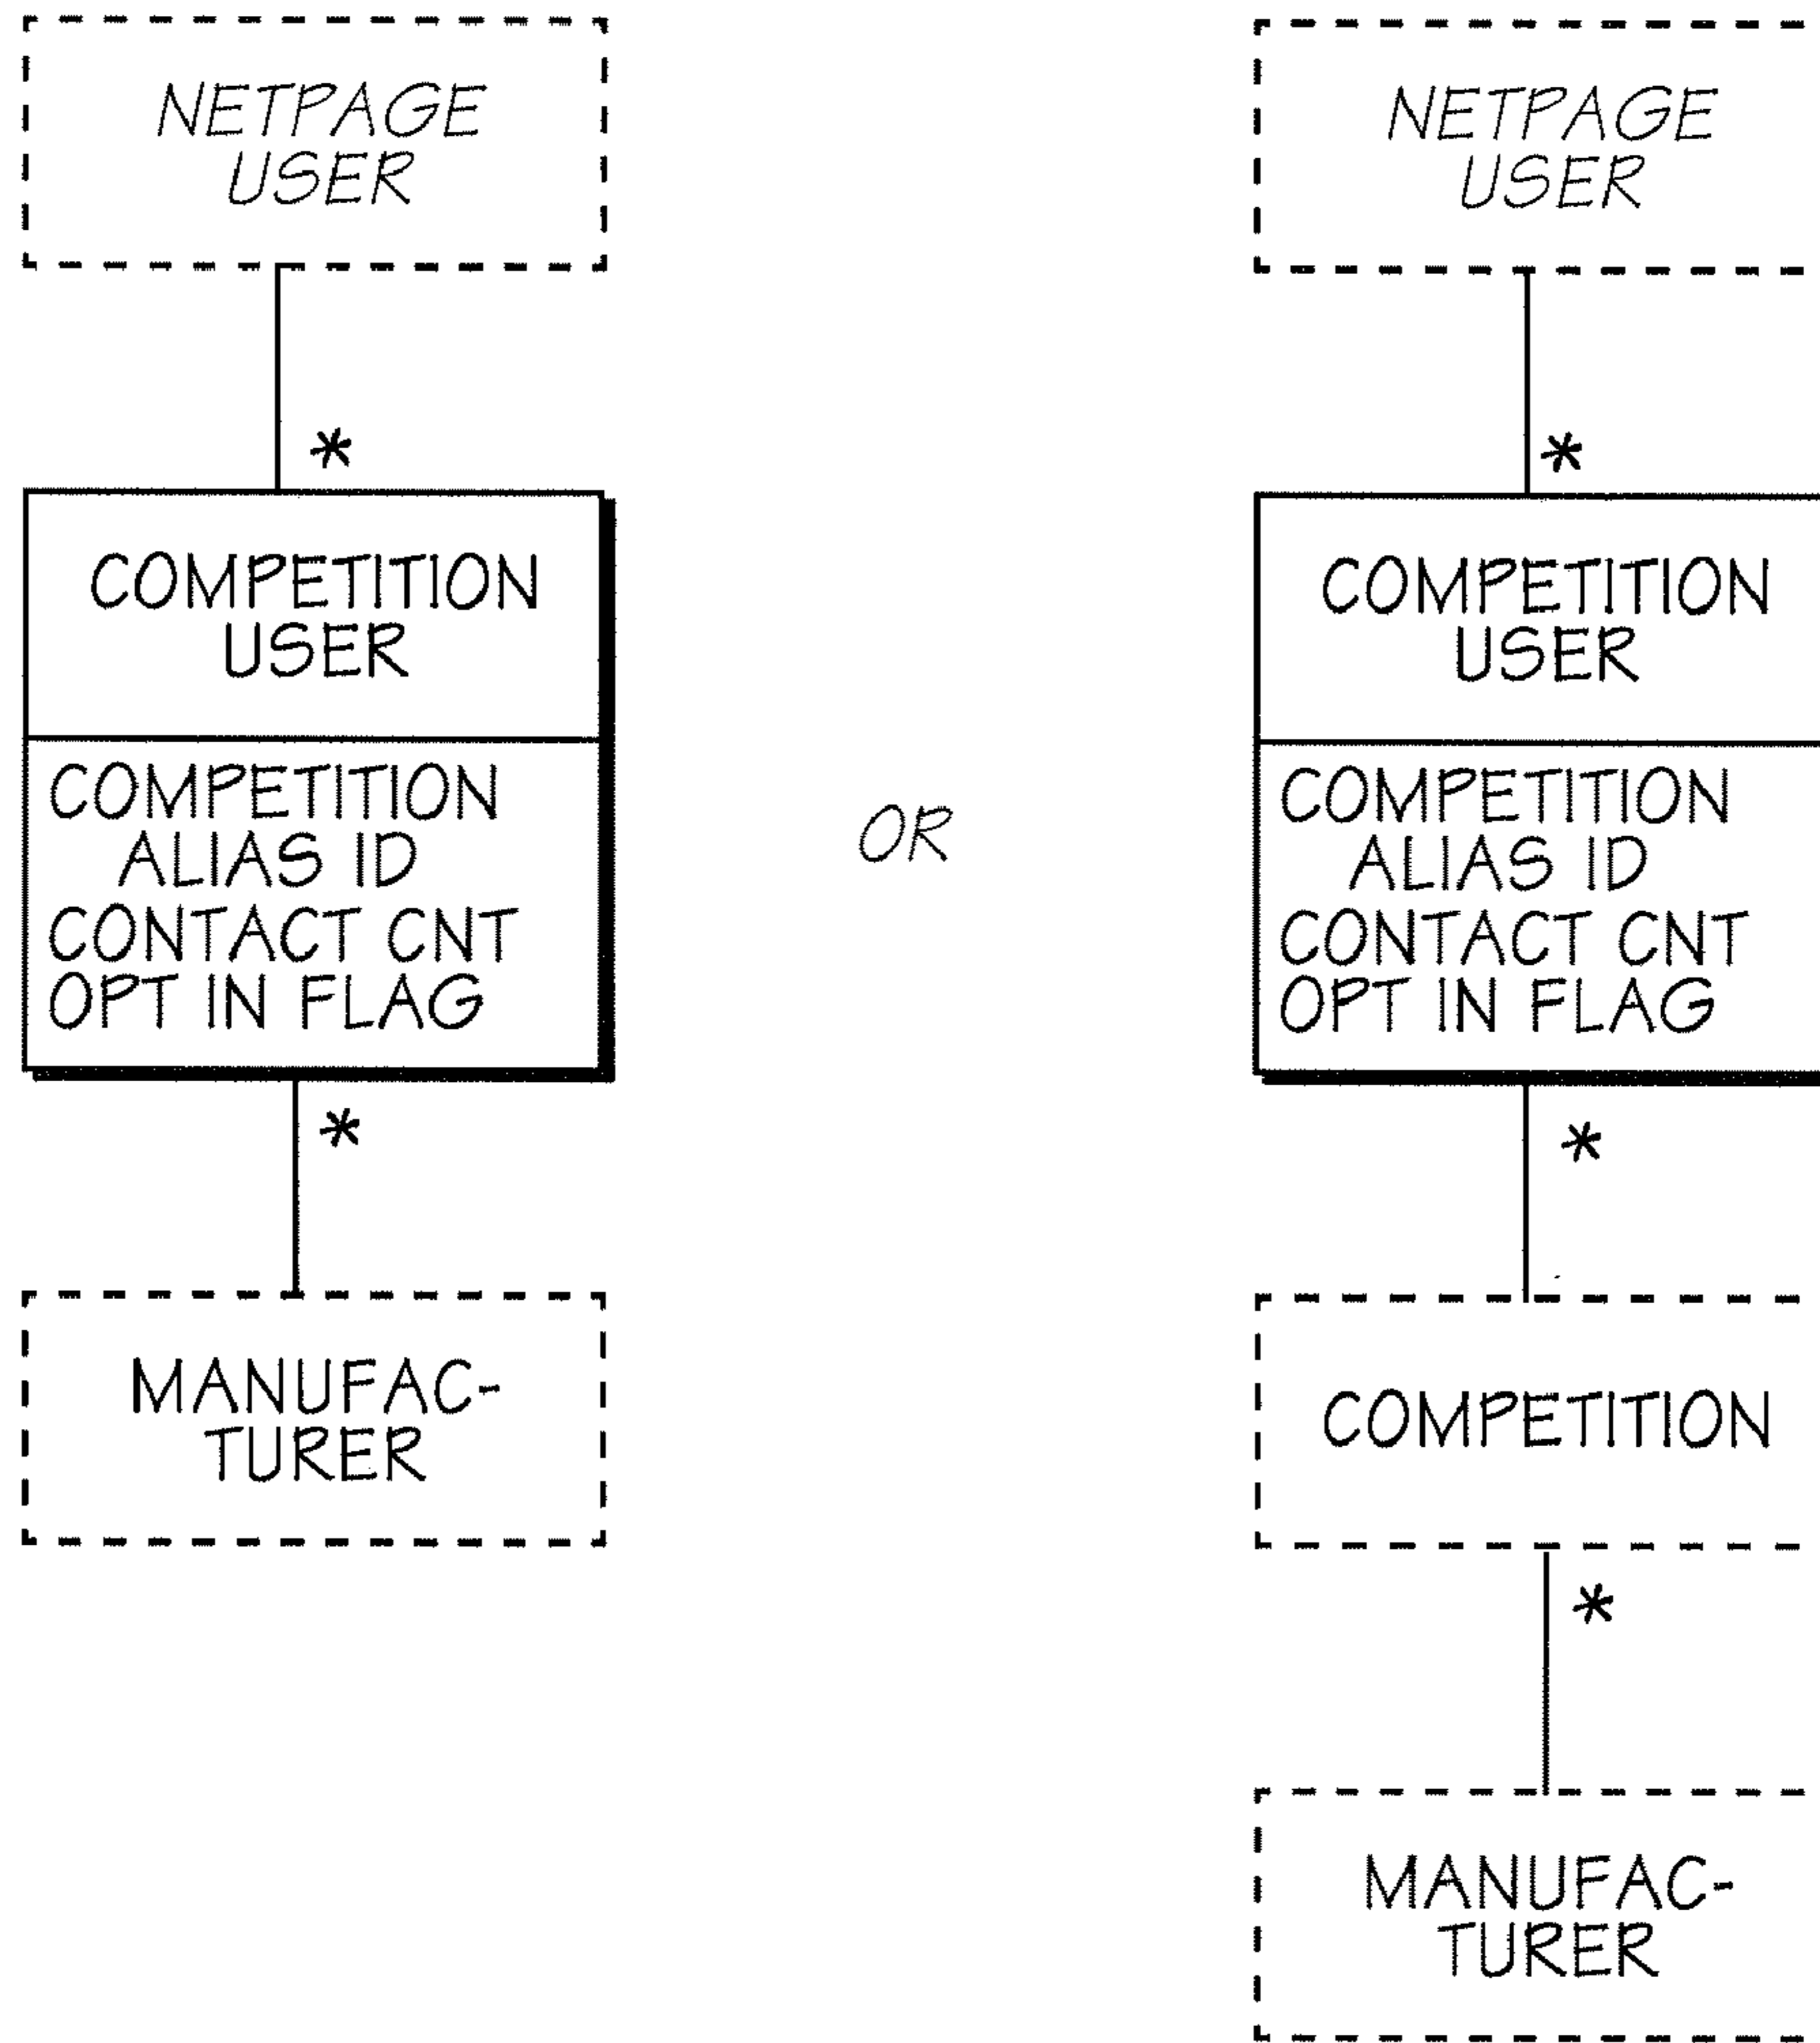 NETPAGE
USER
*
COMPETITION
USER
COMPETITION
ALIAS ID
CONTACT CNT
OPT IN FLAG
*
MANUFAC-
TURER
OR
NETPAGE
USER
*
COMPETITION
USER
COMPETITION
ALIAS ID
CONTACT CNT
OPT IN FLAG
*
COMPETITION
*
MANUFAC-
TURER